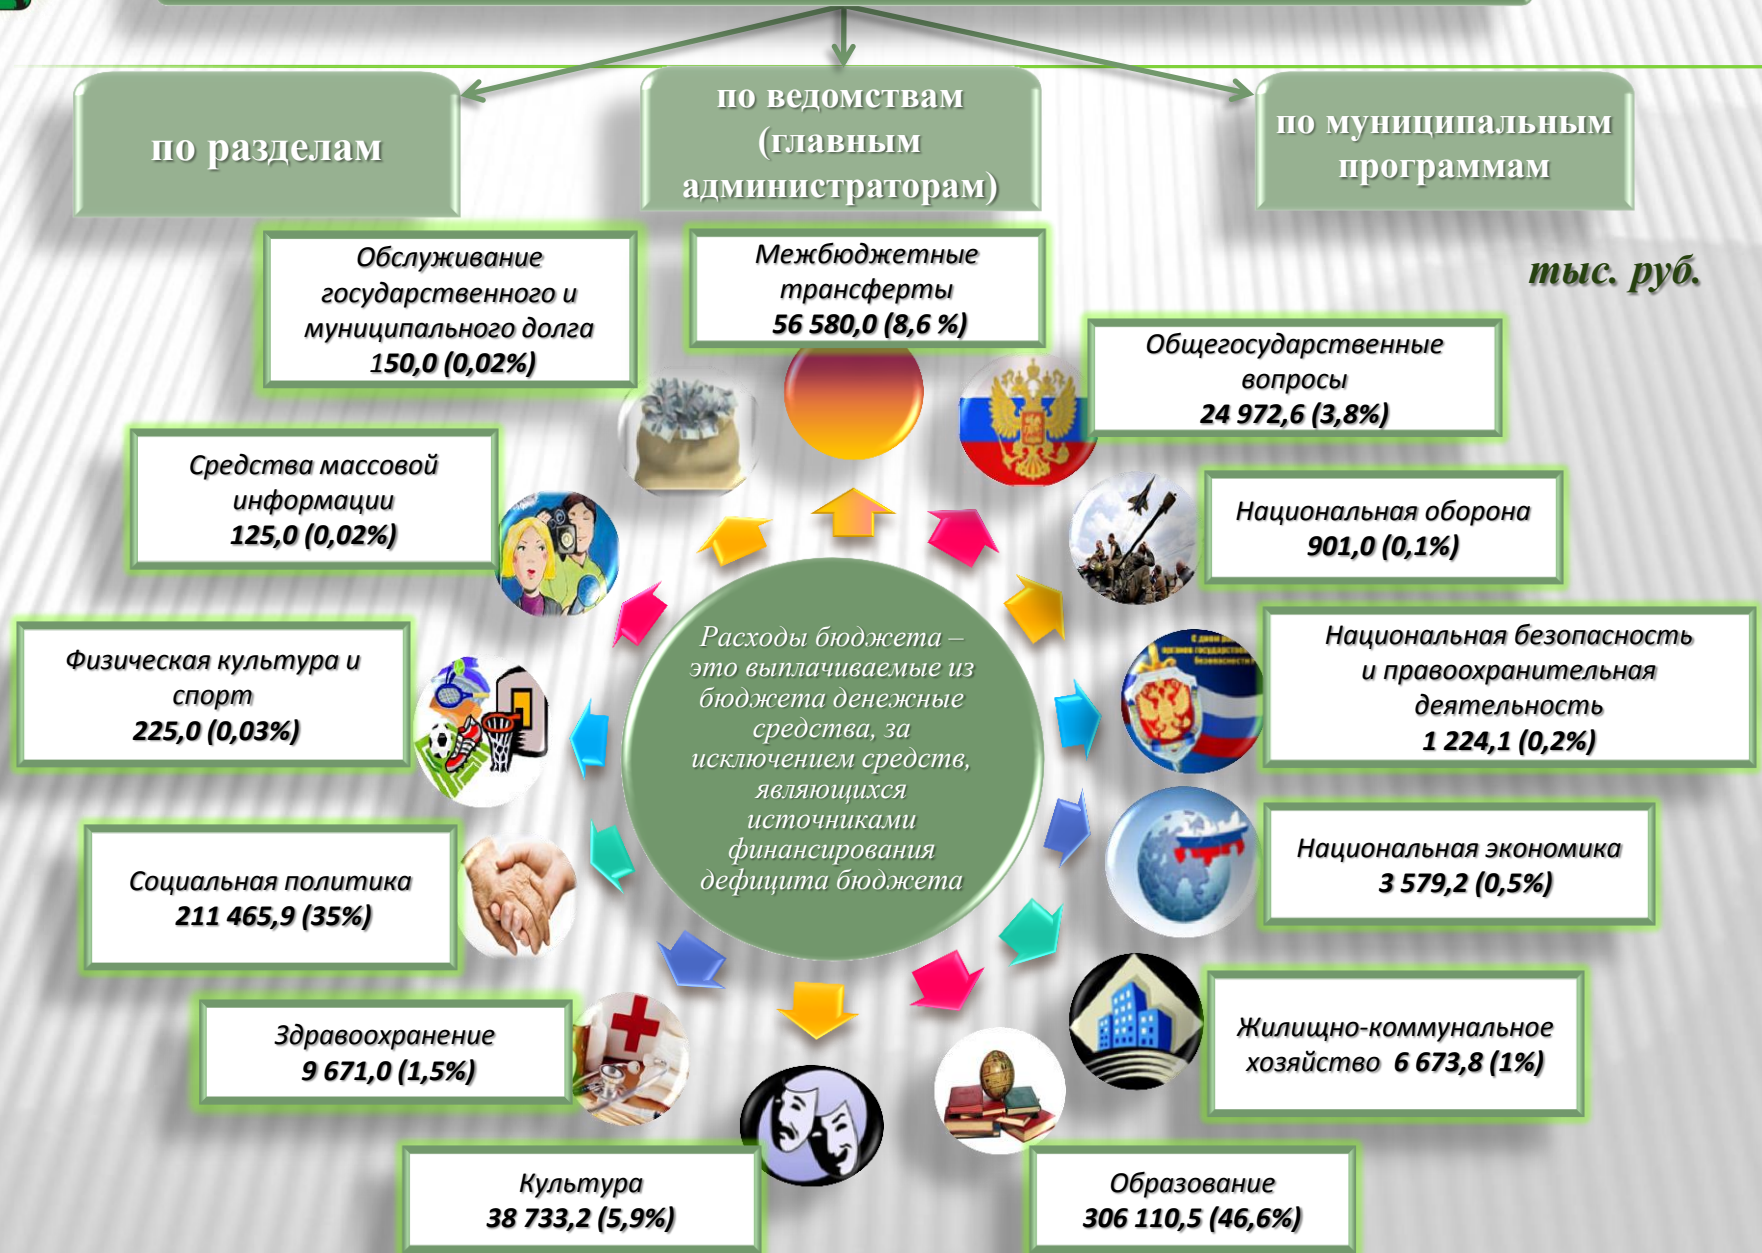 по разделам
по ведомствам
(главным
администраторам)
по муниципальным
программам
тыс. руб.
Обслуживание
государственного и
муниципального долга
150,0 (0,02%)
Межбюджетные
трансферты
56 580,0 (8,6 %)
Общегосударственные
вопросы
24 972,6 (3,8%)
Средства массовой
информации
125,0 (0,02%)
Национальная оборона
901,0 (0,1%)
Физическая культура и
спорт
225,0 (0,03%)
Национальная безопасность
и правоохранительная
деятельность
1 224,1 (0,2%)
Расходы бюджета –
это выплачиваемые из
бюджета денежные
средства, за
исключением средств,
являющихся
источниками
финансирования
дефицита бюджета
Социальная политика
211 465,9 (35%)
Национальная экономика
3 579,2 (0,5%)
Здравоохранение
9 671,0 (1,5%)
Жилищно-коммунальное
хозяйство 6 673,8 (1%)
Культура
38 733,2 (5,9%)
Образование
306 110,5 (46,6%)